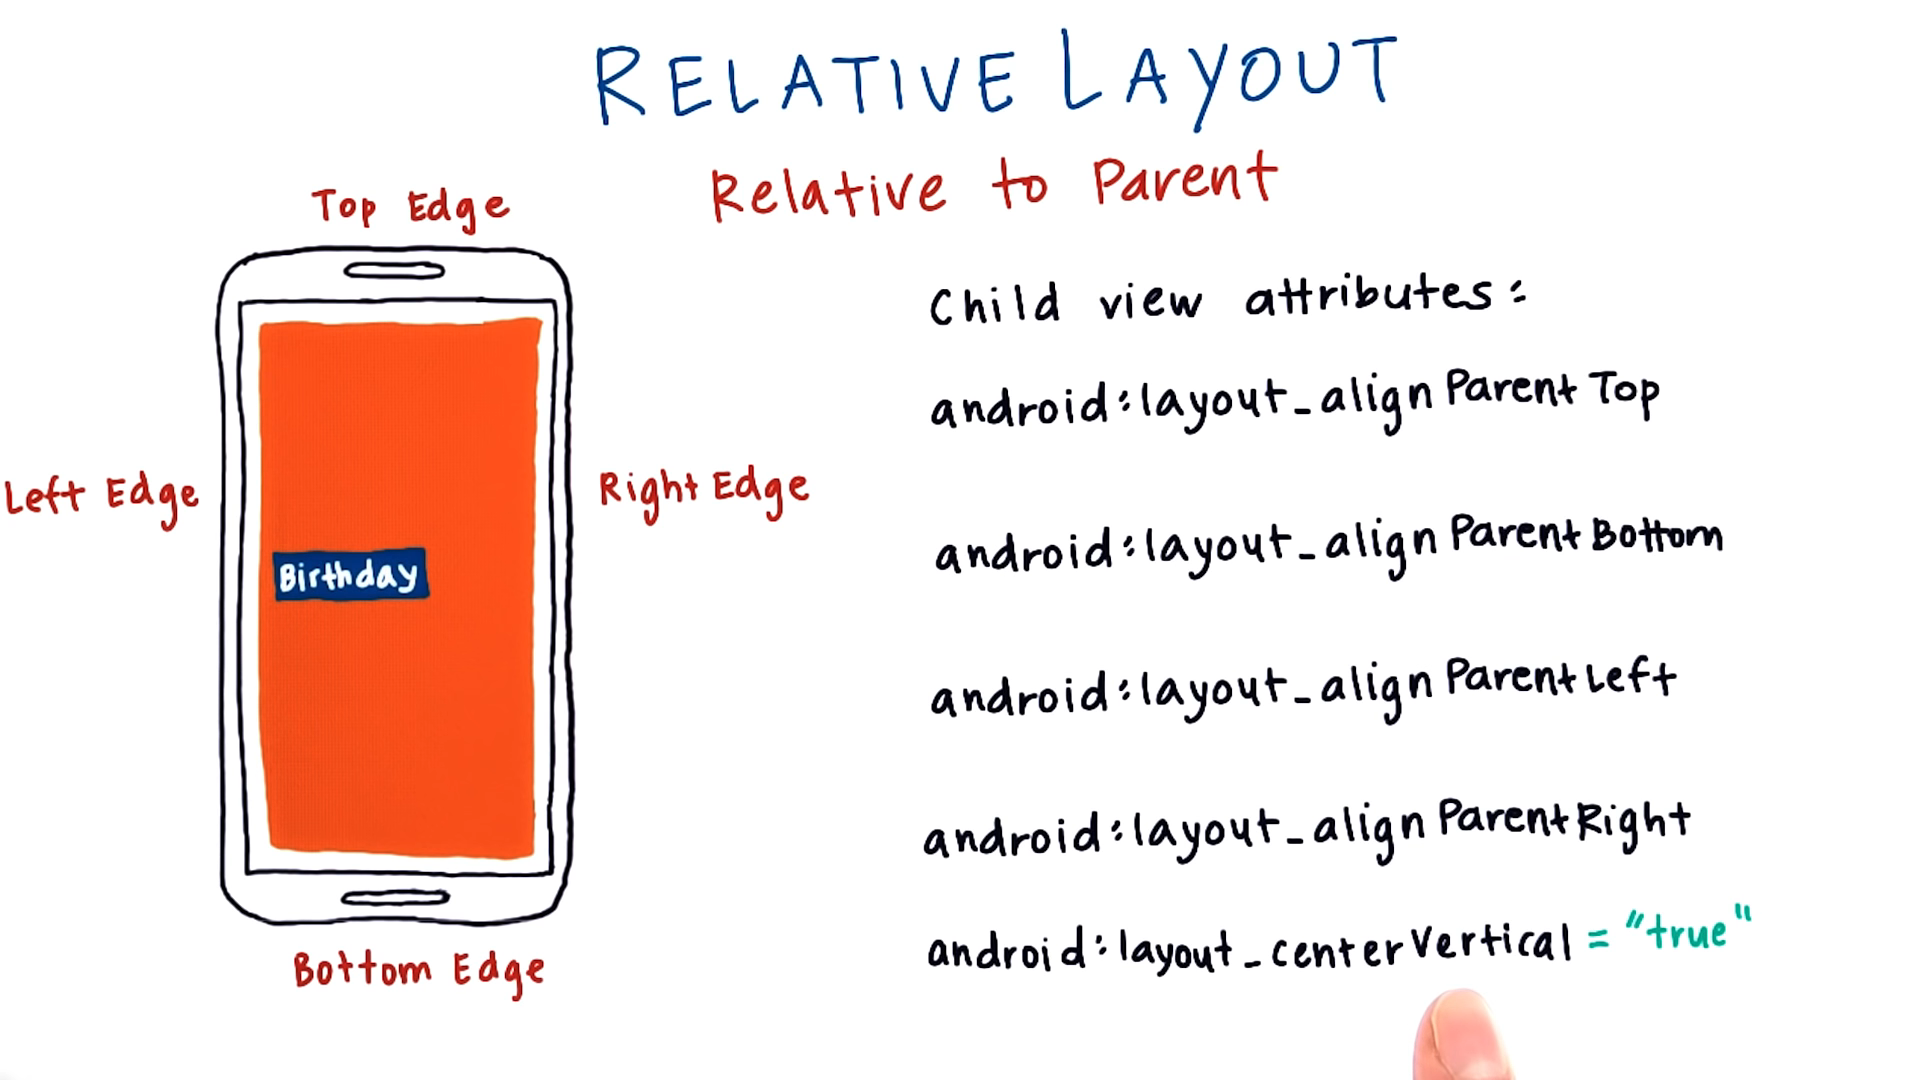 RELATIVE LAYOUT
Relative to Parent
Top Edge
Left Edge
Right Edge
Birthday
Bottom Edge
Child view attributes:
android:layout_alignParentTop
android:layout_alignParentBottom
android:layout_alignParentLeft
android:layout_alignParentRight
android:layout_centerVertical = "true"